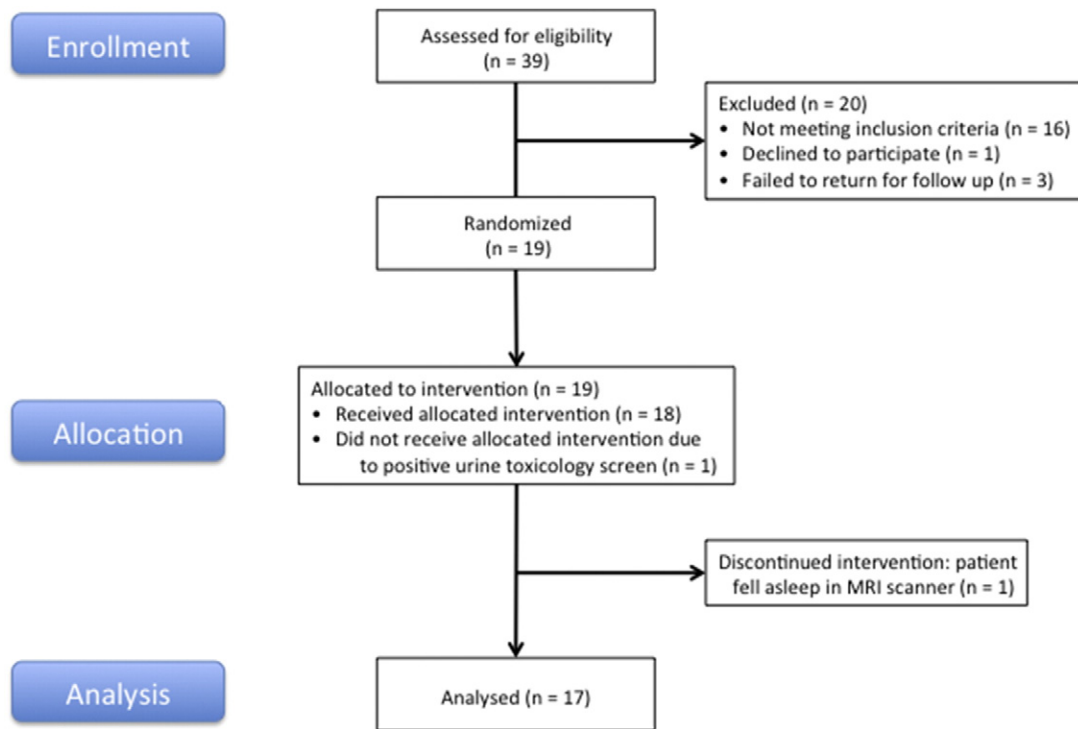 Enrollment
Assessed for eligibility
(n = 39)
Excluded (n = 20)
• Not meeting inclusion criteria (n = 16)
• Declined to participate (n = 1)
• Failed to return for follow up (n = 3)
Randomized
(n = 19)
Allocation
Allocated to intervention (n = 19)
• Received allocated intervention (n = 18)
• Did not receive allocated intervention due
to positive urine toxicology screen (n = 1)
Discontinued intervention: patient
fell asleep in MRI scanner (n = 1)
Analysis
Analysed (n = 17)